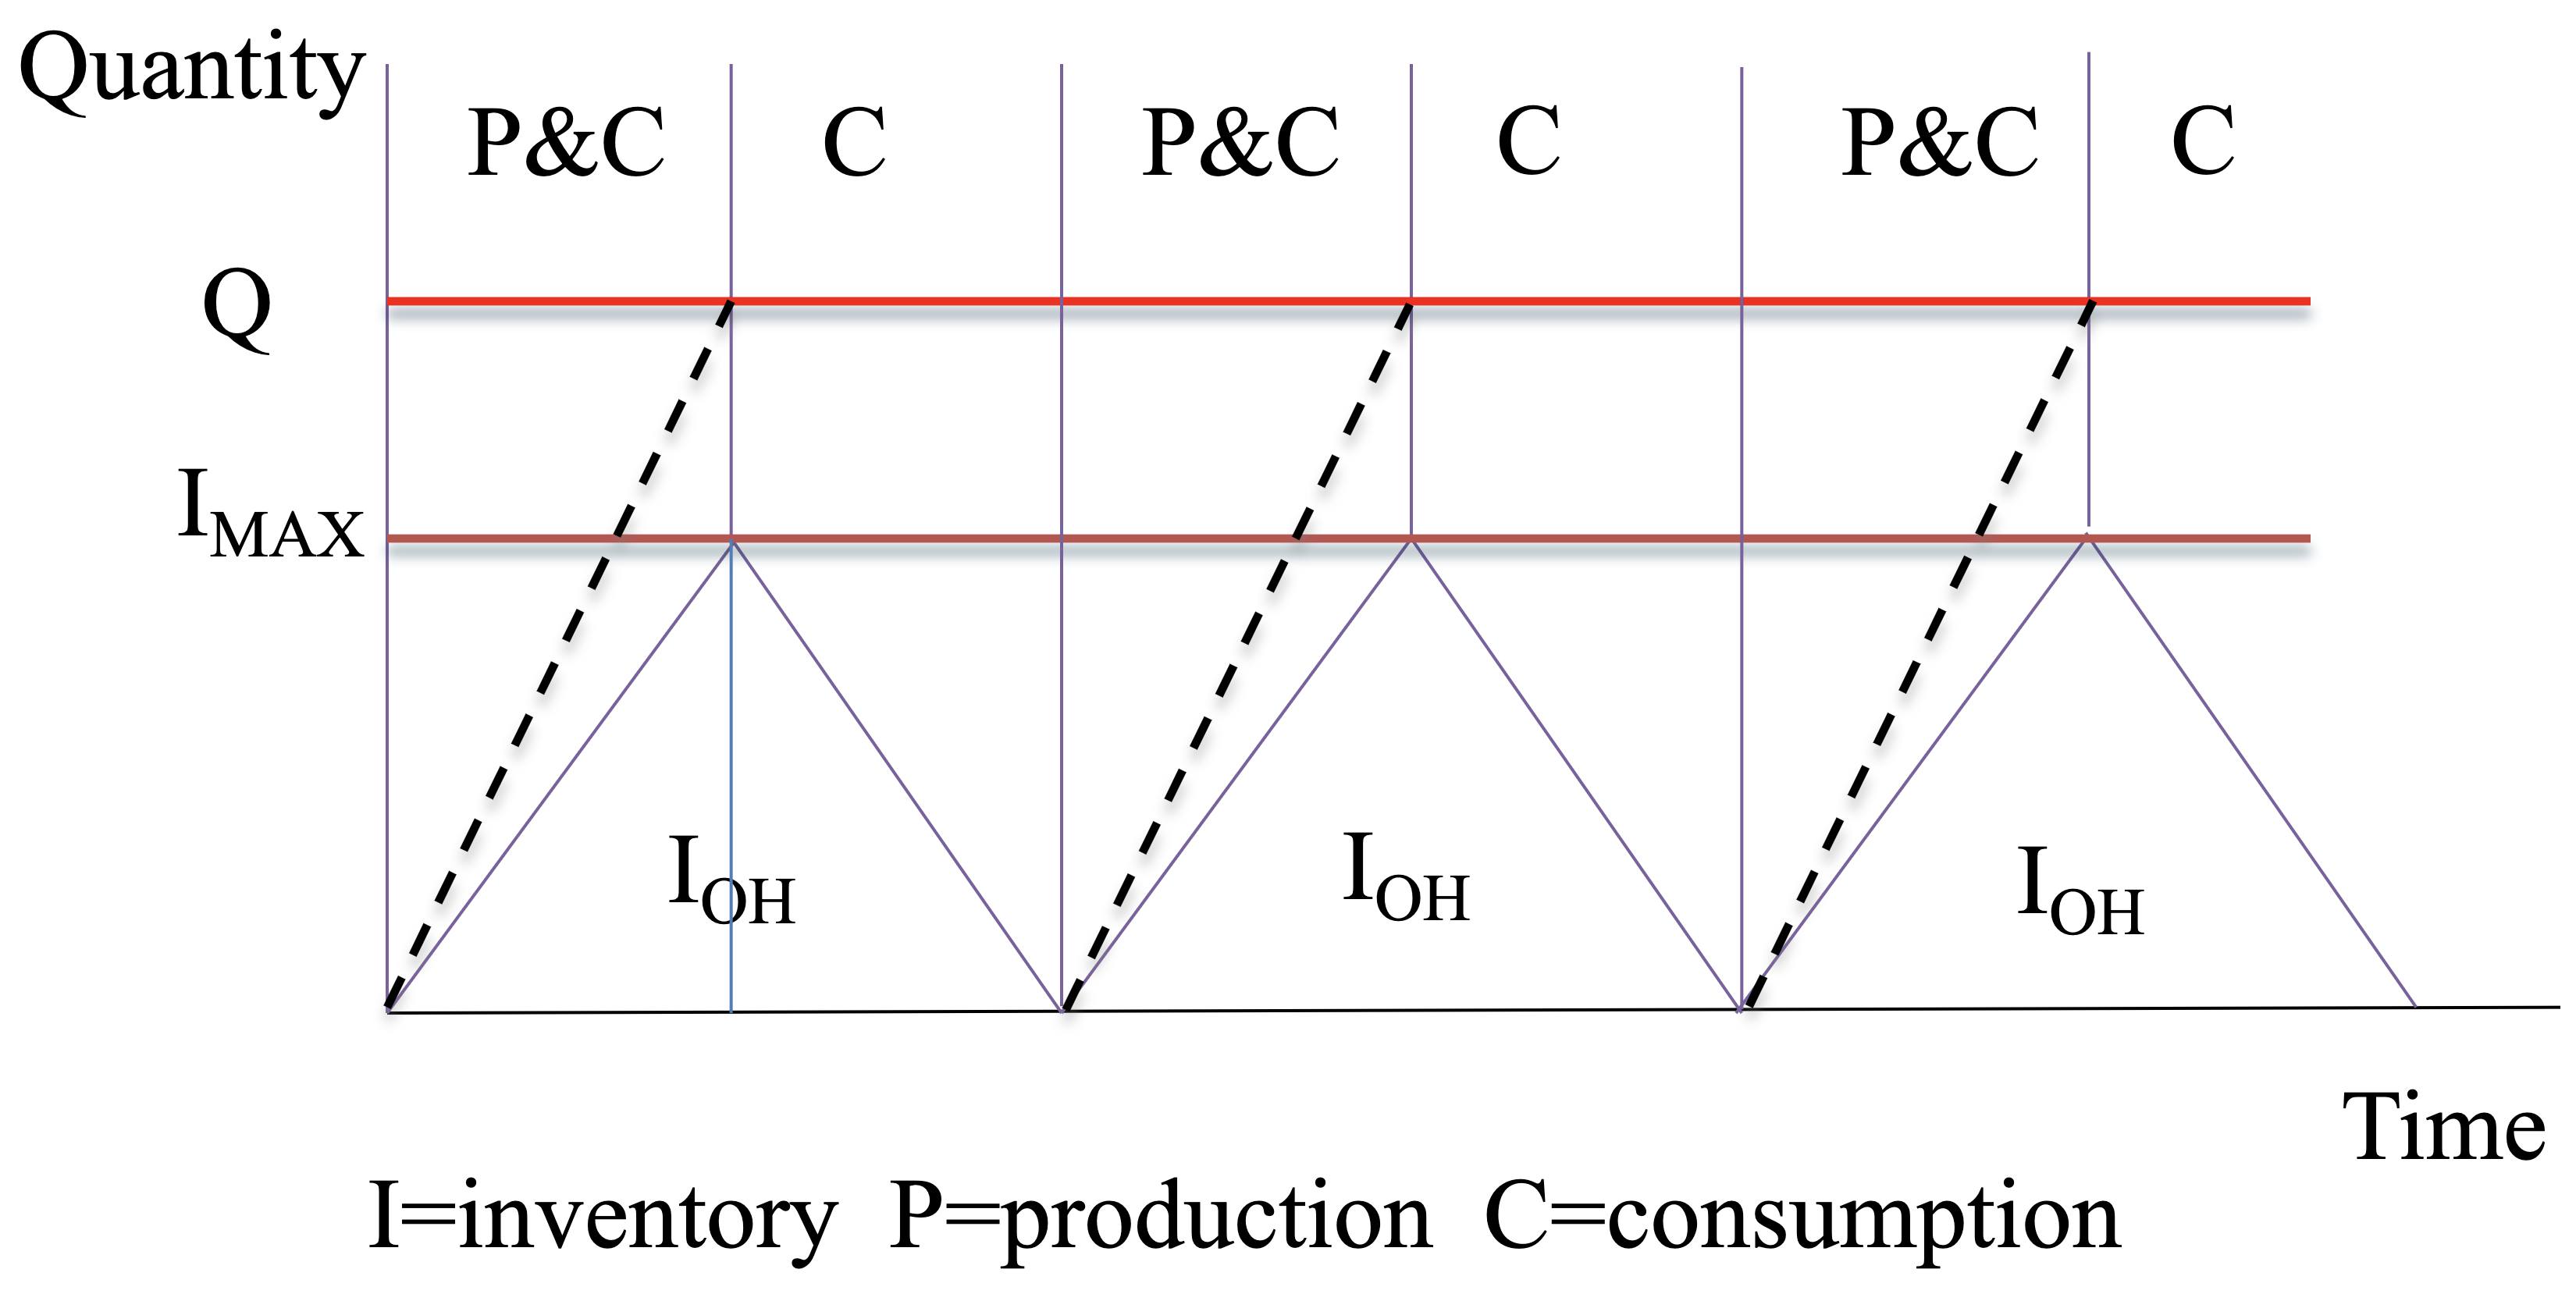 Quantity
P&C C P&C C P&C C
Q
IMAX
IOH IOH IOH
Time
I=inventory P=production C=consumption